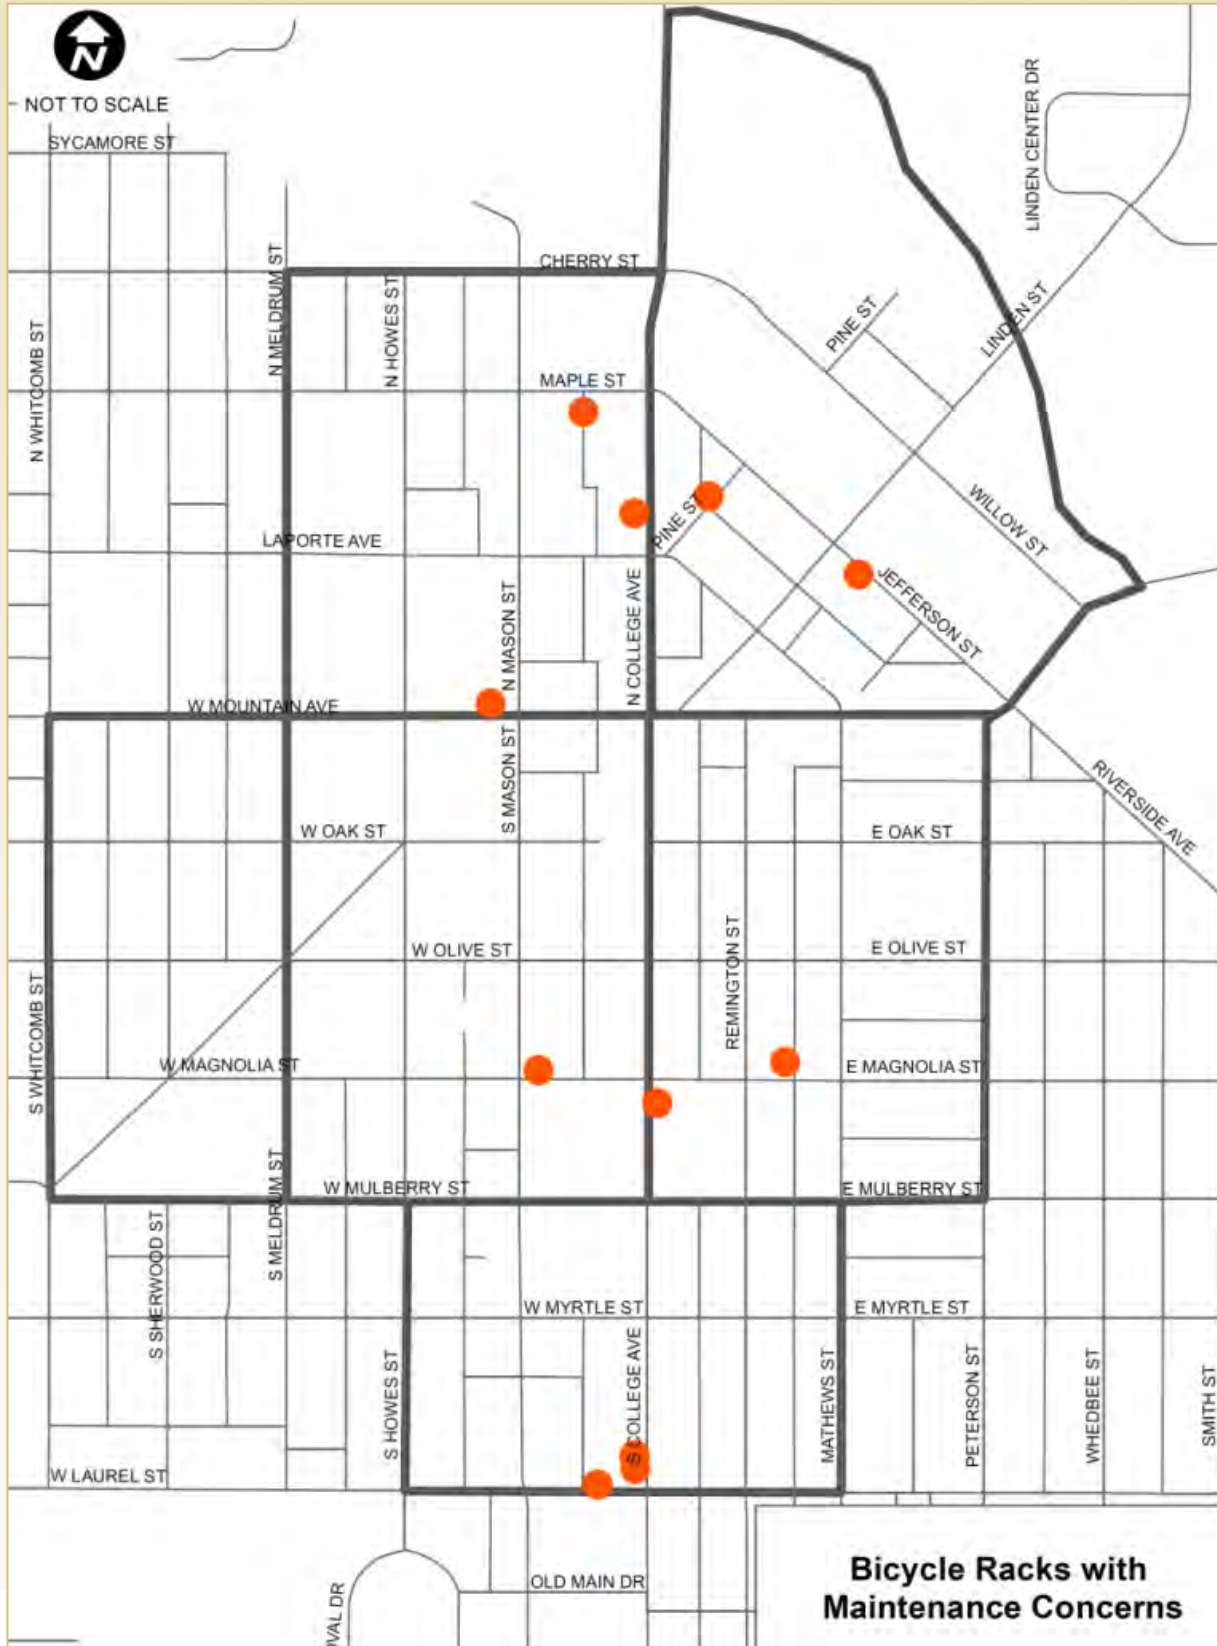 N
NOT TO SCALE
SYCAMORE ST
LINDEN CENTER DR
N MELDRUM ST
CHERRY ST
N HOWES ST
PINE ST
LINDEN ST
N WHITCOMB ST
MAPLE ST
PINE ST
WILLOW ST
LAPORTE AVE
JEFFERSON ST
N MASON ST
N COLLEGE AVE
W MOUNTAIN AVE
S MASON ST
RIVERSIDE AVE
W OAK ST
E OAK ST
W OLIVE ST
E OLIVE ST
REMINGTON ST
S WHITCOMB ST
W MAGNOLIA ST
E MAGNOLIA ST
S MELDRUM ST
W MULBERRY ST
E MULBERRY ST
S SHERWOOD ST
W MYRTLE ST
E MYRTLE ST
S HOWES ST
S COLLEGE AVE
MATHEWS ST
PETERSON ST
WHEDBEE ST
SMITH ST
W LAUREL ST
OLD MAIN DR
VAL DR
Bicycle Racks with
Maintenance Concerns